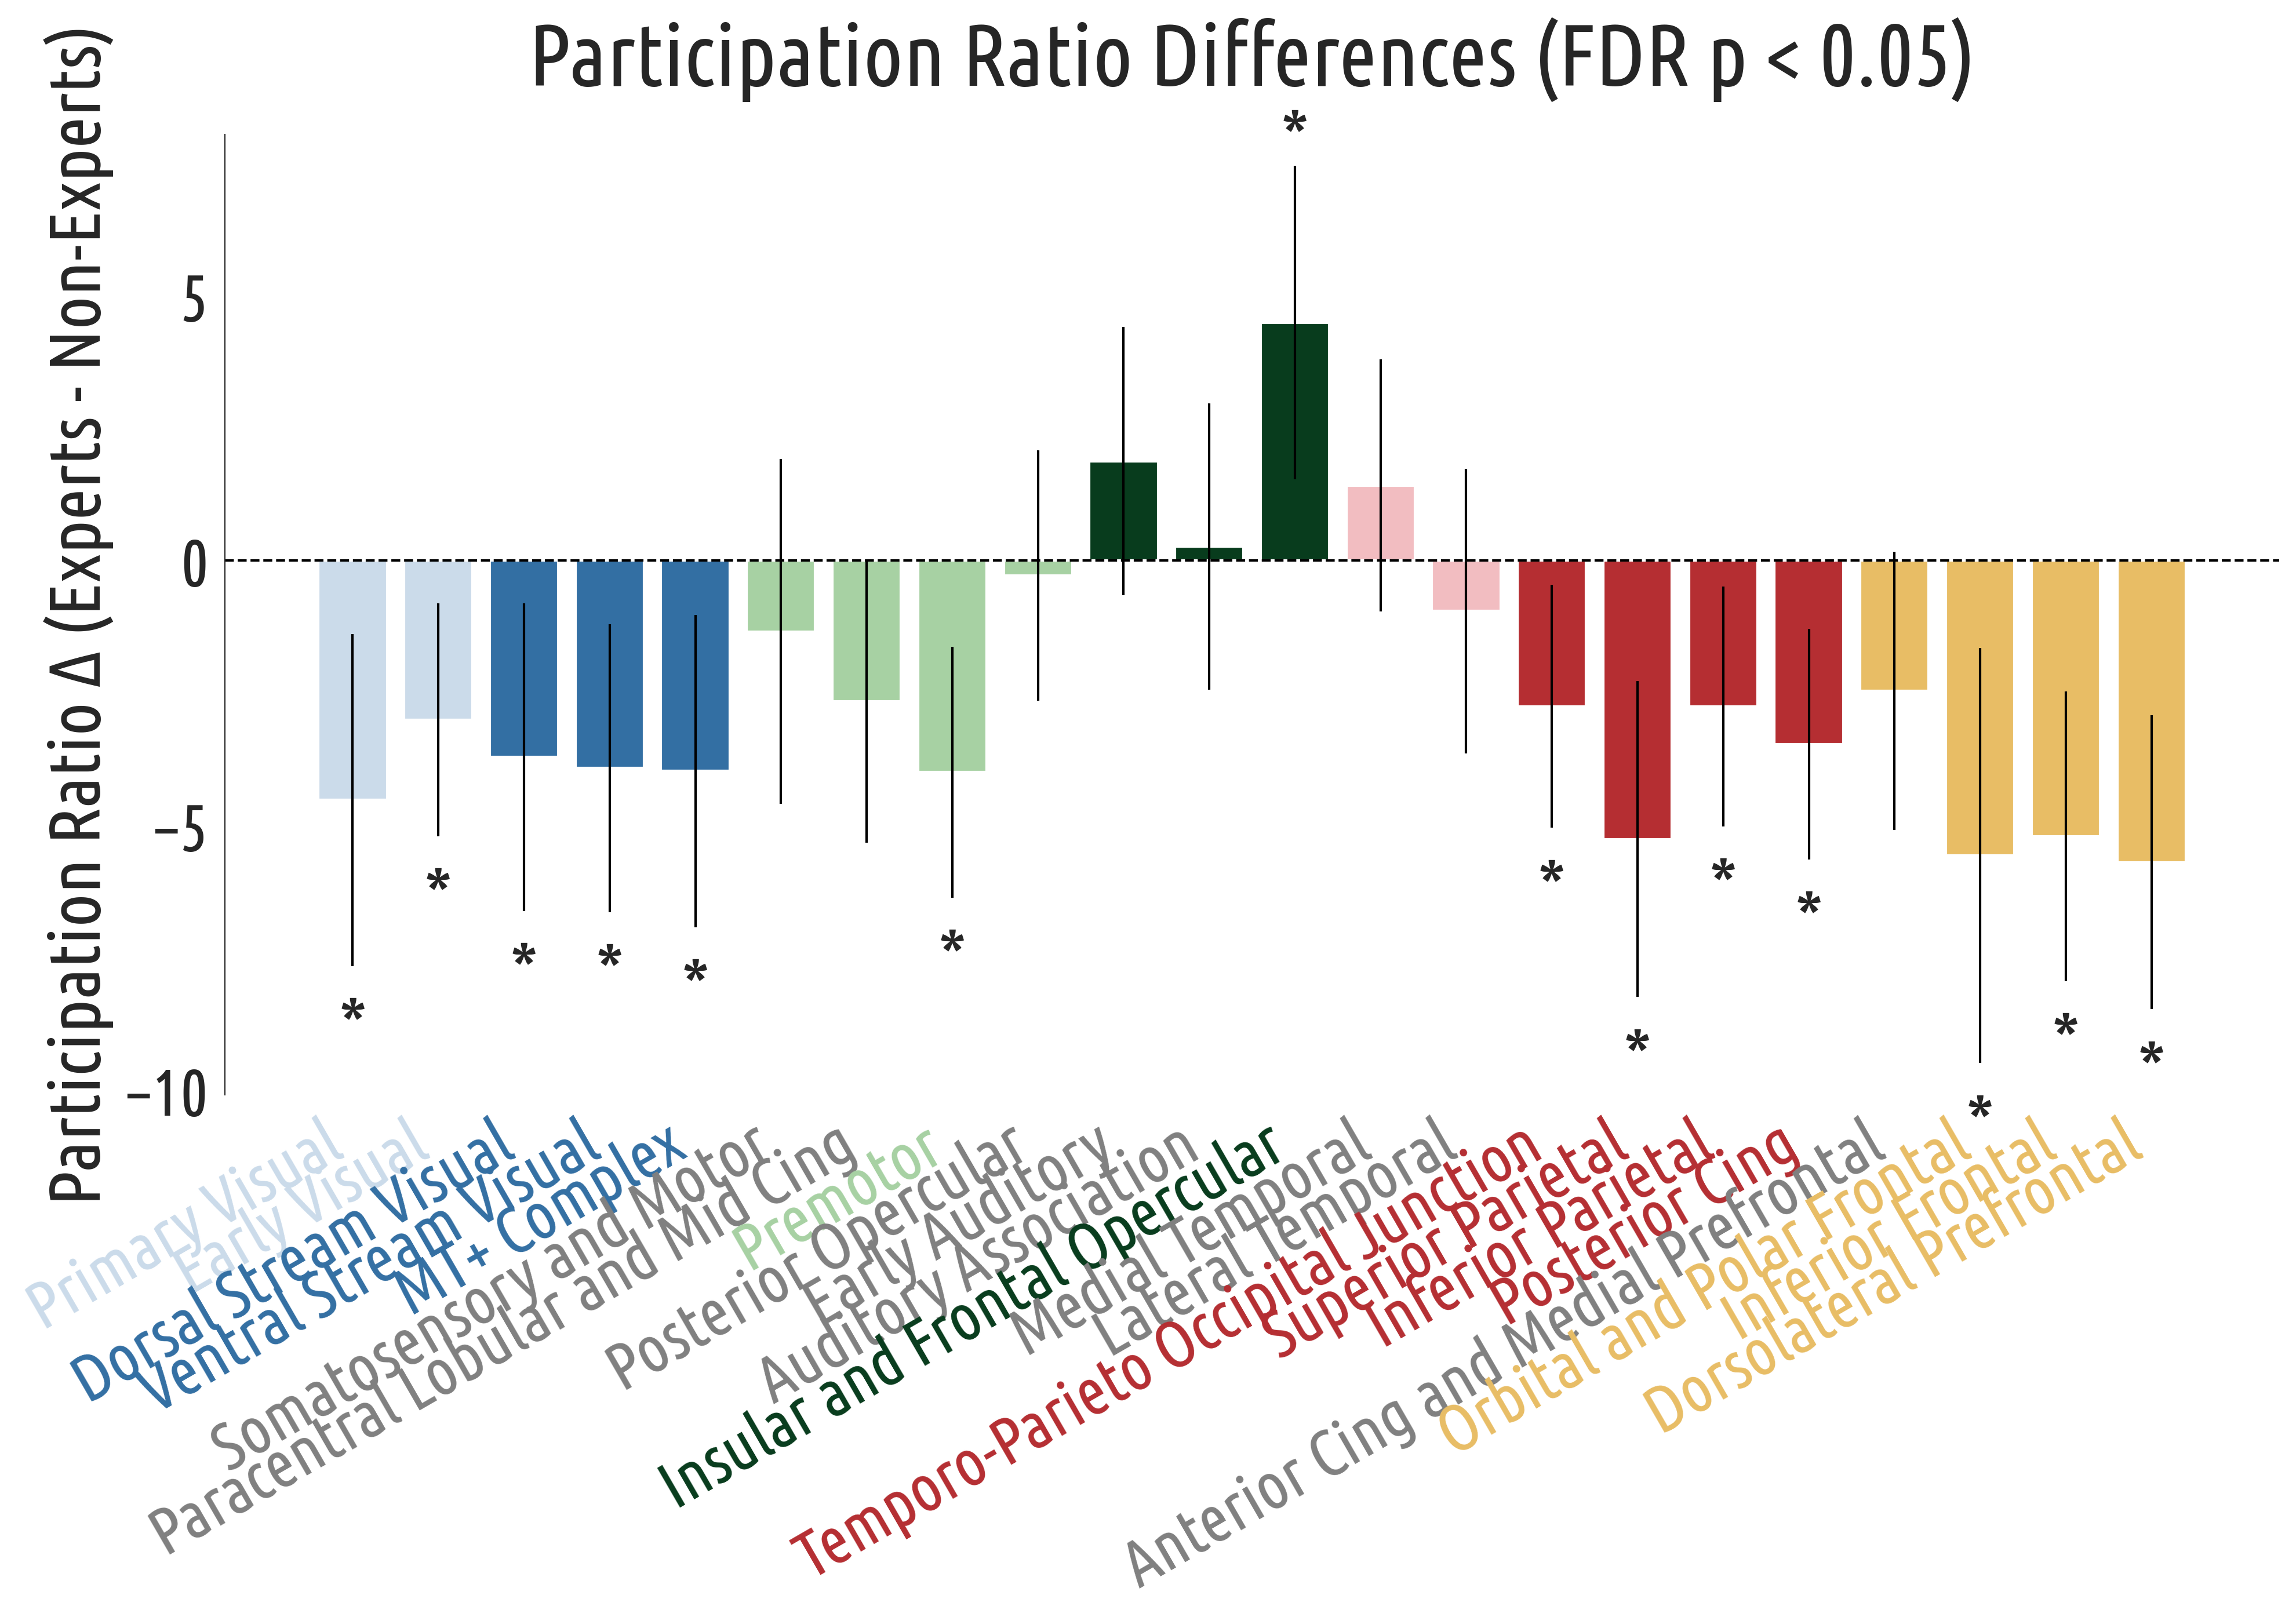 Participation Ratio Differences (FDR p < 0.05)
Participation Ratio Δ (Experts - Non-Experts)
5
0
−5
−10
*
*
*
*
*
*
*
*
*
*
*
*
*
*
Primary Visual
Early Visual
Dorsal Stream Visual
Ventral Stream Visual
MT+ Complex
Somatosensory and Motor
Paracentral Lobular and Mid Cing
Premotor
Posterior Opercular
Early Auditory
Auditory Association
Insular and Frontal Opercular
Medial Temporal
Lateral Temporal
Temporo-Parieto Occipital Junction
Superior Parietal
Inferior Parietal
Posterior Cing
Anterior Cing and Medial Prefrontal
Orbital and Polar Frontal
Inferior Frontal
Dorsolateral Prefrontal